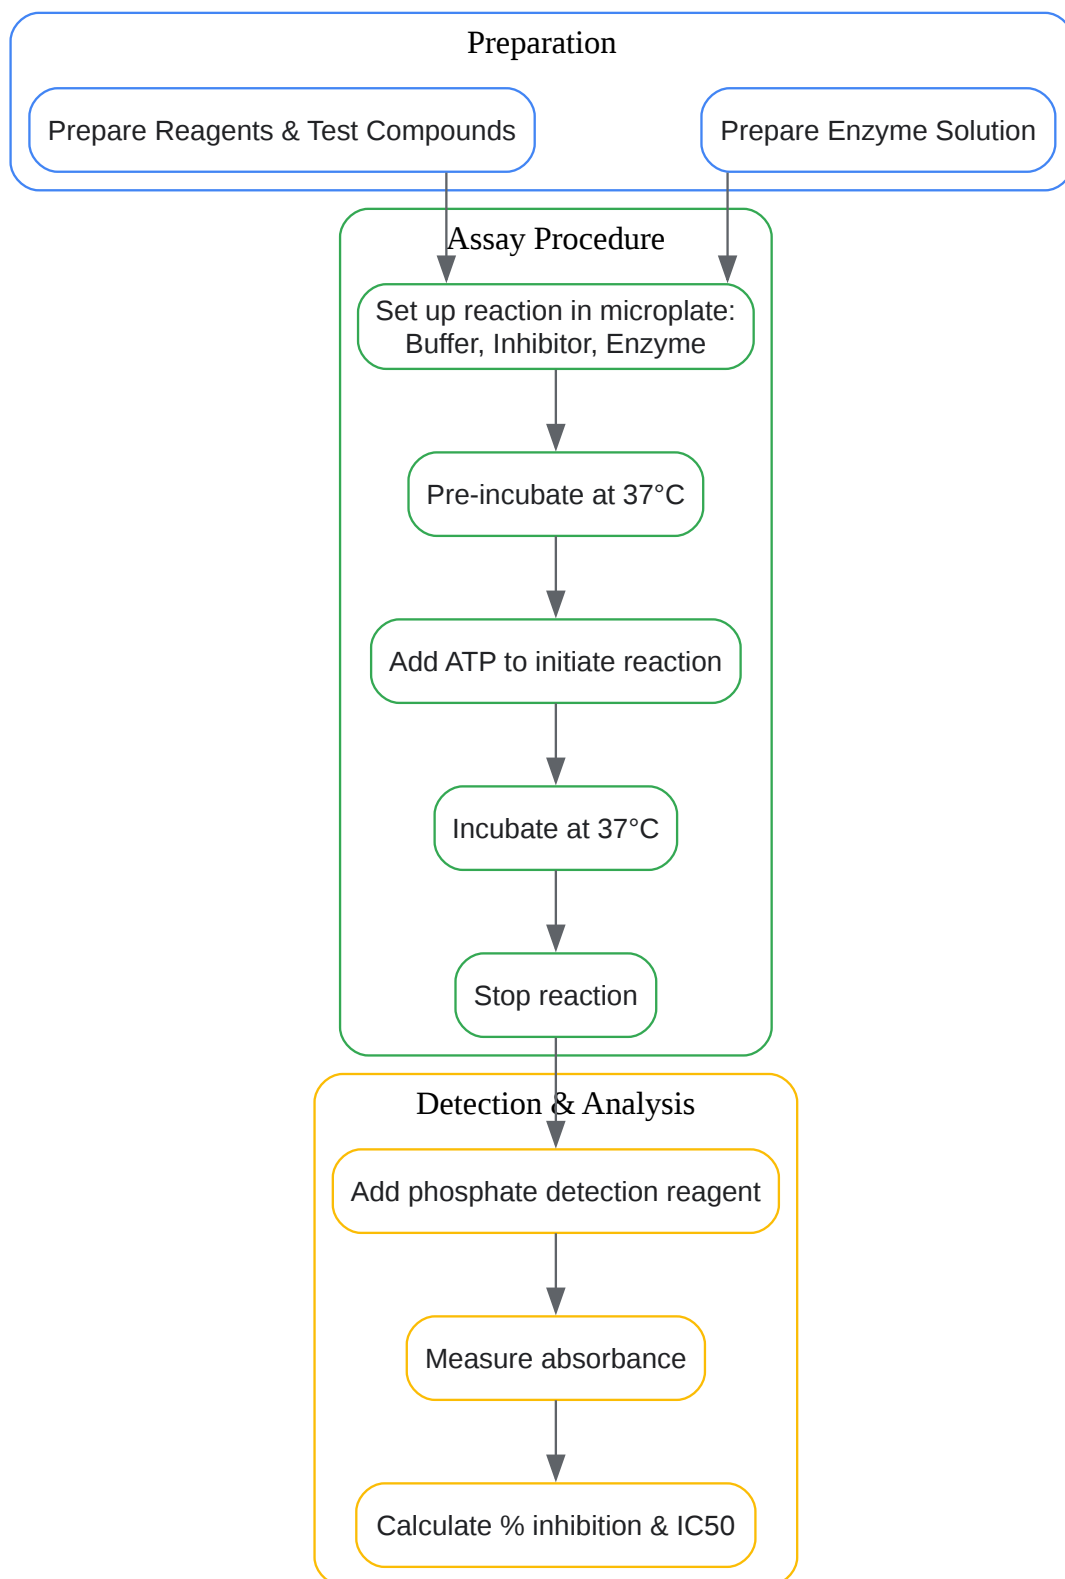 Preparation
Prepare Reagents & Test Compounds
Prepare Enzyme Solution
Assay Procedure
Set up reaction in microplate:
Buffer, Inhibitor, Enzyme
Pre-incubate at 37°C
Add ATP to initiate reaction
Incubate at 37°C
Stop reaction
Detection & Analysis
Add phosphate detection reagent
Measure absorbance
Calculate % inhibition & IC50